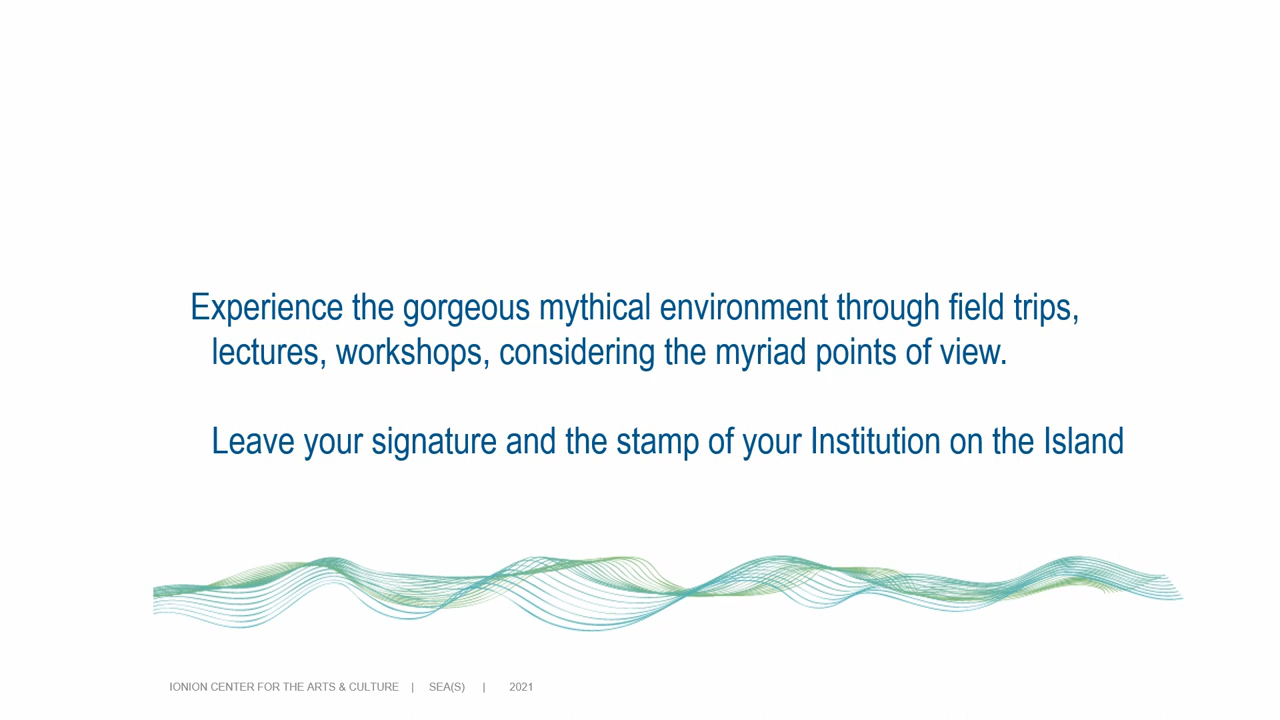 Experience the gorgeous mythical environment through field trips,
lectures, workshops, considering the myriad points of view.
Leave your signature and the stamp of your Institution on the Island
IONION CENTER FOR THE ARTS & CULTURE | SEA(S) | 2021